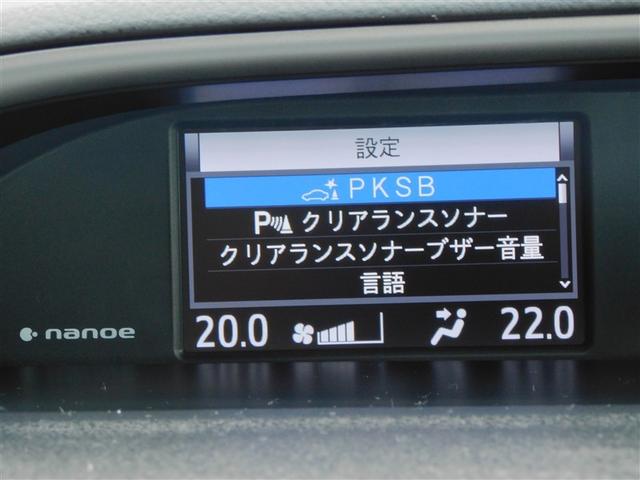 設定
PKSB
P クリアランスソナー
クリアランスソナーブザー音量
言語
nanoe
20.0 22.0